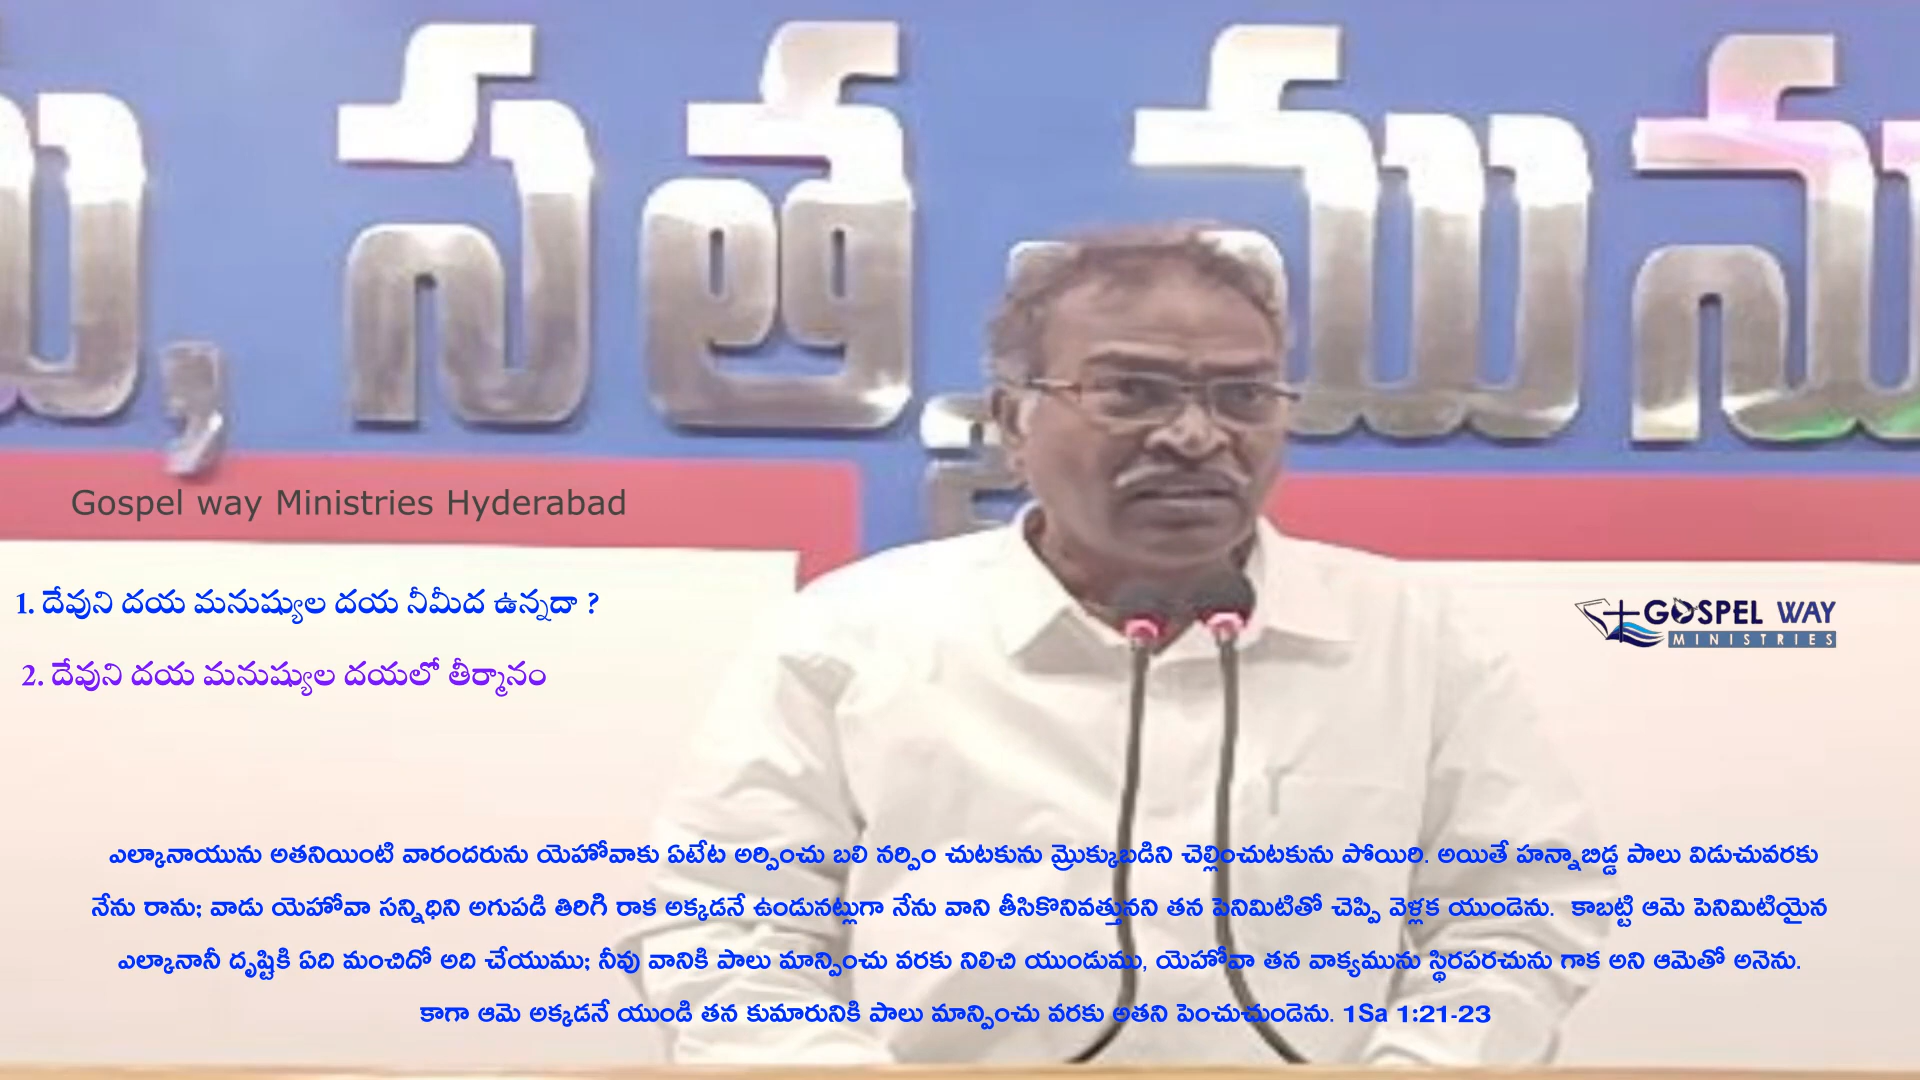 ము, సత్యమును
Gospel way Ministries Hyderabad
1. దేవుని దయ మనుష్యుల దయ నీమీద ఉన్నదా ?
2. దేవుని దయ మనుష్యుల దయలో తీర్మానం
GOSPEL WAY
MINISTRIES
ఎల్కానాయును అతనియింటి వారందరును యెహోవాకు ఏటేట అర్పించు బలి నర్పిం చుటకును మ్రొక్కుబడిని చెల్లించుటకును పోయిరి. అయితే హన్నాబిడ్డ పాలు విడుచువరకు
నేను రాను; వాడు యెహోవా సన్నిధిని అగుపడి తిరిగి రాక అక్కడనే ఉండునట్లుగా నేను వాని తీసికొనివత్తునని తన పెనిమిటితో చెప్పి వెళ్లక యుండెను. కాబట్టి ఆమె పెనిమిటియైన
ఎల్కానానీ దృష్టికి ఏది మంచిదో అది చేయుము; నీవు వానికి పాలు మాన్పించు వరకు నిలిచి యుండుము, యెహోవా తన వాక్యమును స్థిరపరచును గాక అని ఆమెతో అనెను.
కాగా ఆమె అక్కడనే యుండి తన కుమారునికి పాలు మాన్పించు వరకు అతని పెంచుచుండెను. 1Sa 1:21-23